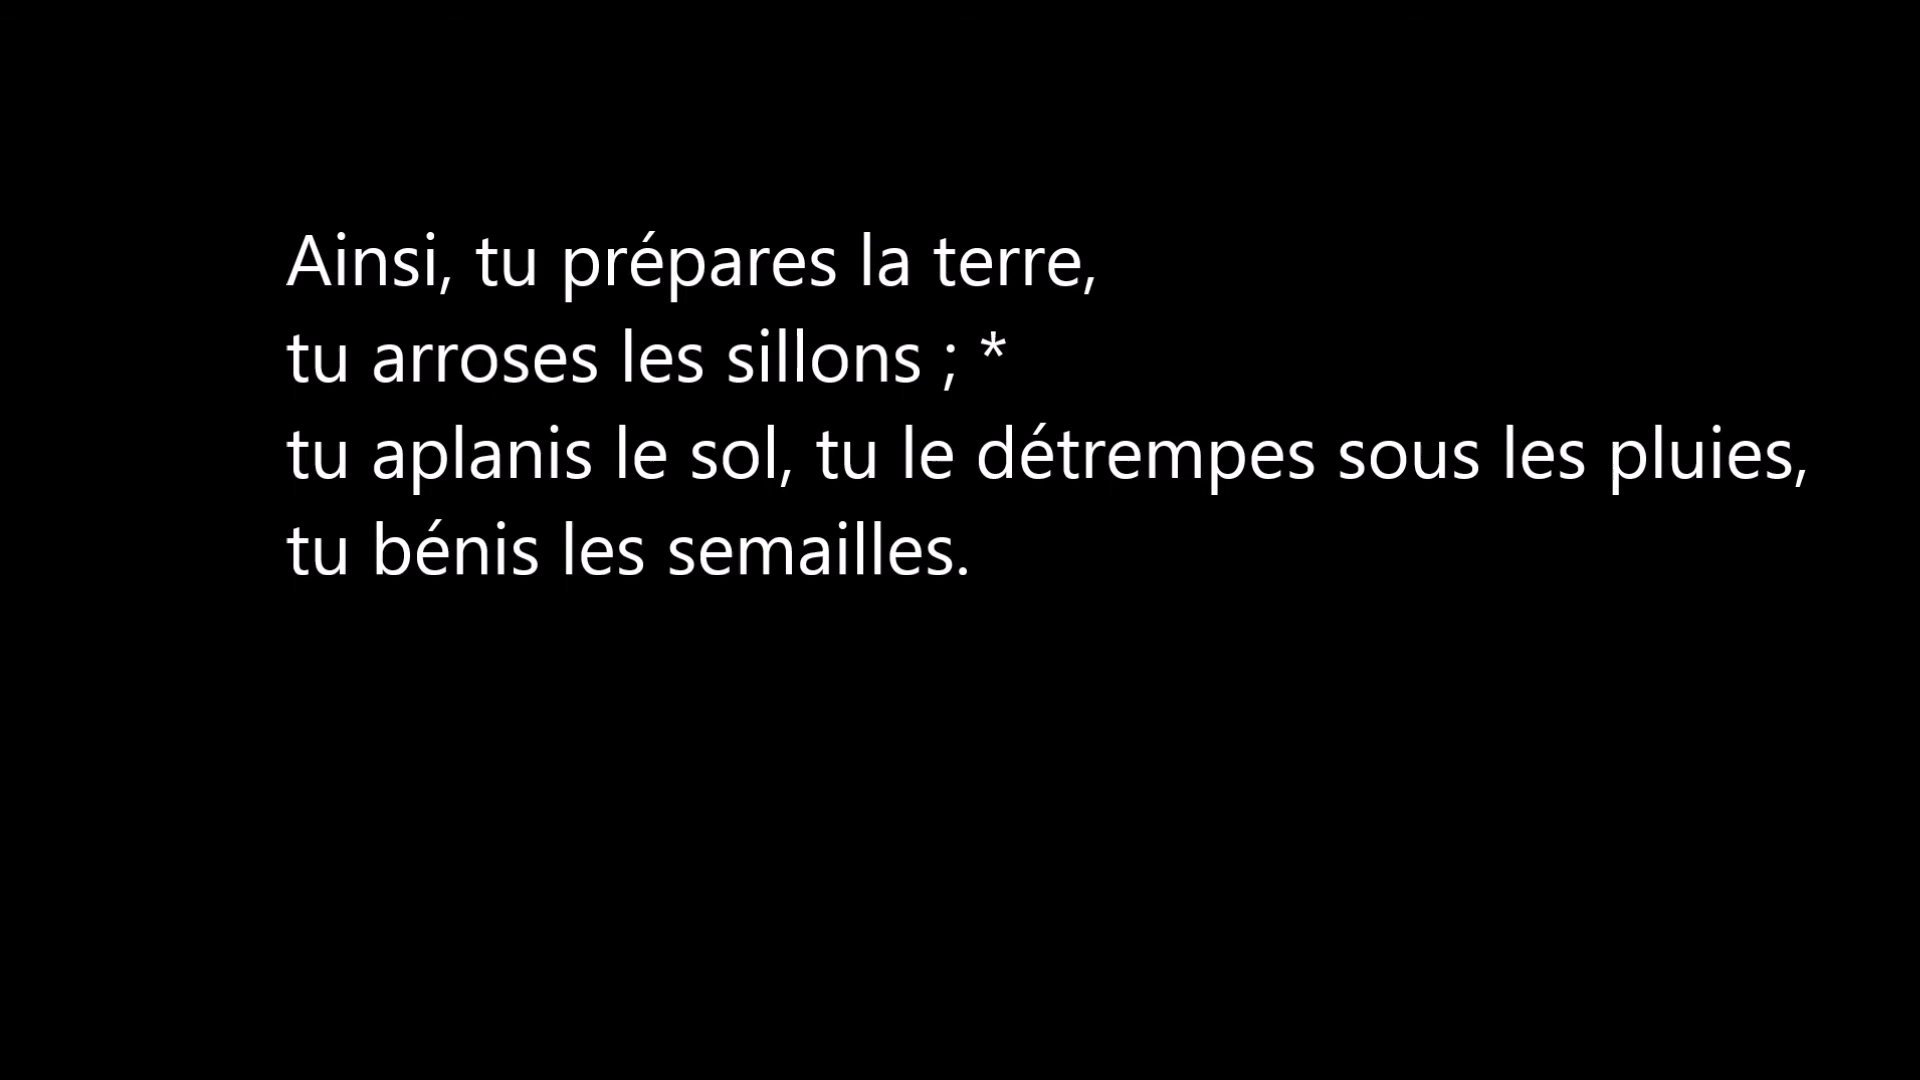 Ainsi, tu prépares la terre,
tu arroses les sillons ; *
tu aplanis le sol, tu le détrempes sous les pluies,
tu bénis les semailles.